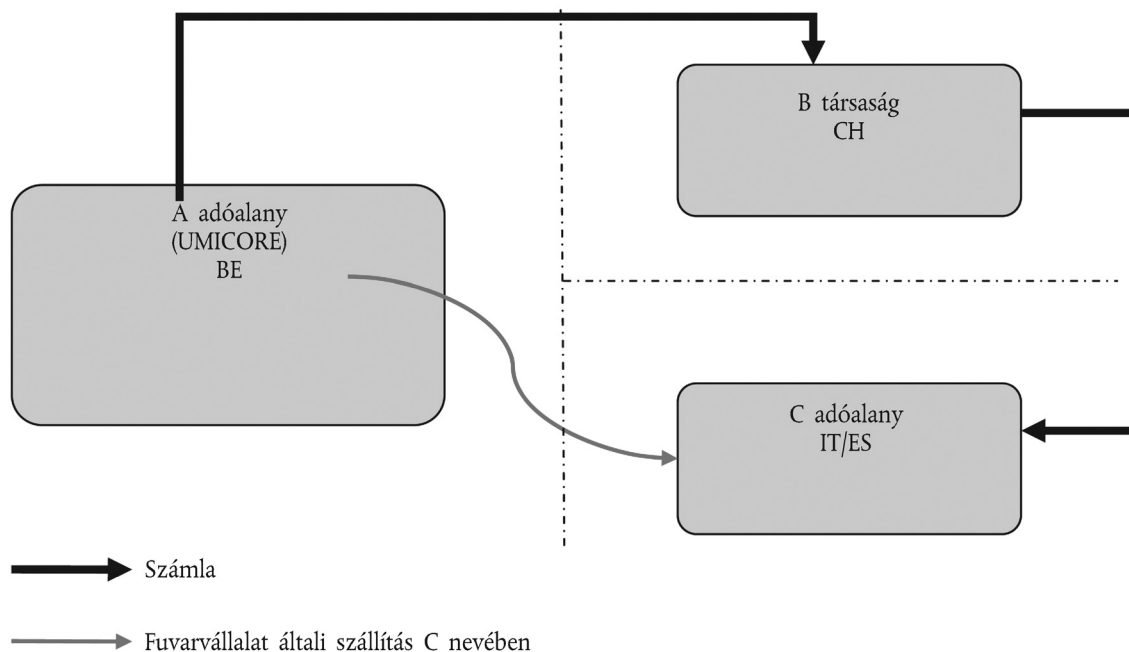 B társaság
CH
A adóalany
(UMICORE)
BE
C adóalany
IT/ES
Számla
Fuvarvállalat általi szállítás C nevében